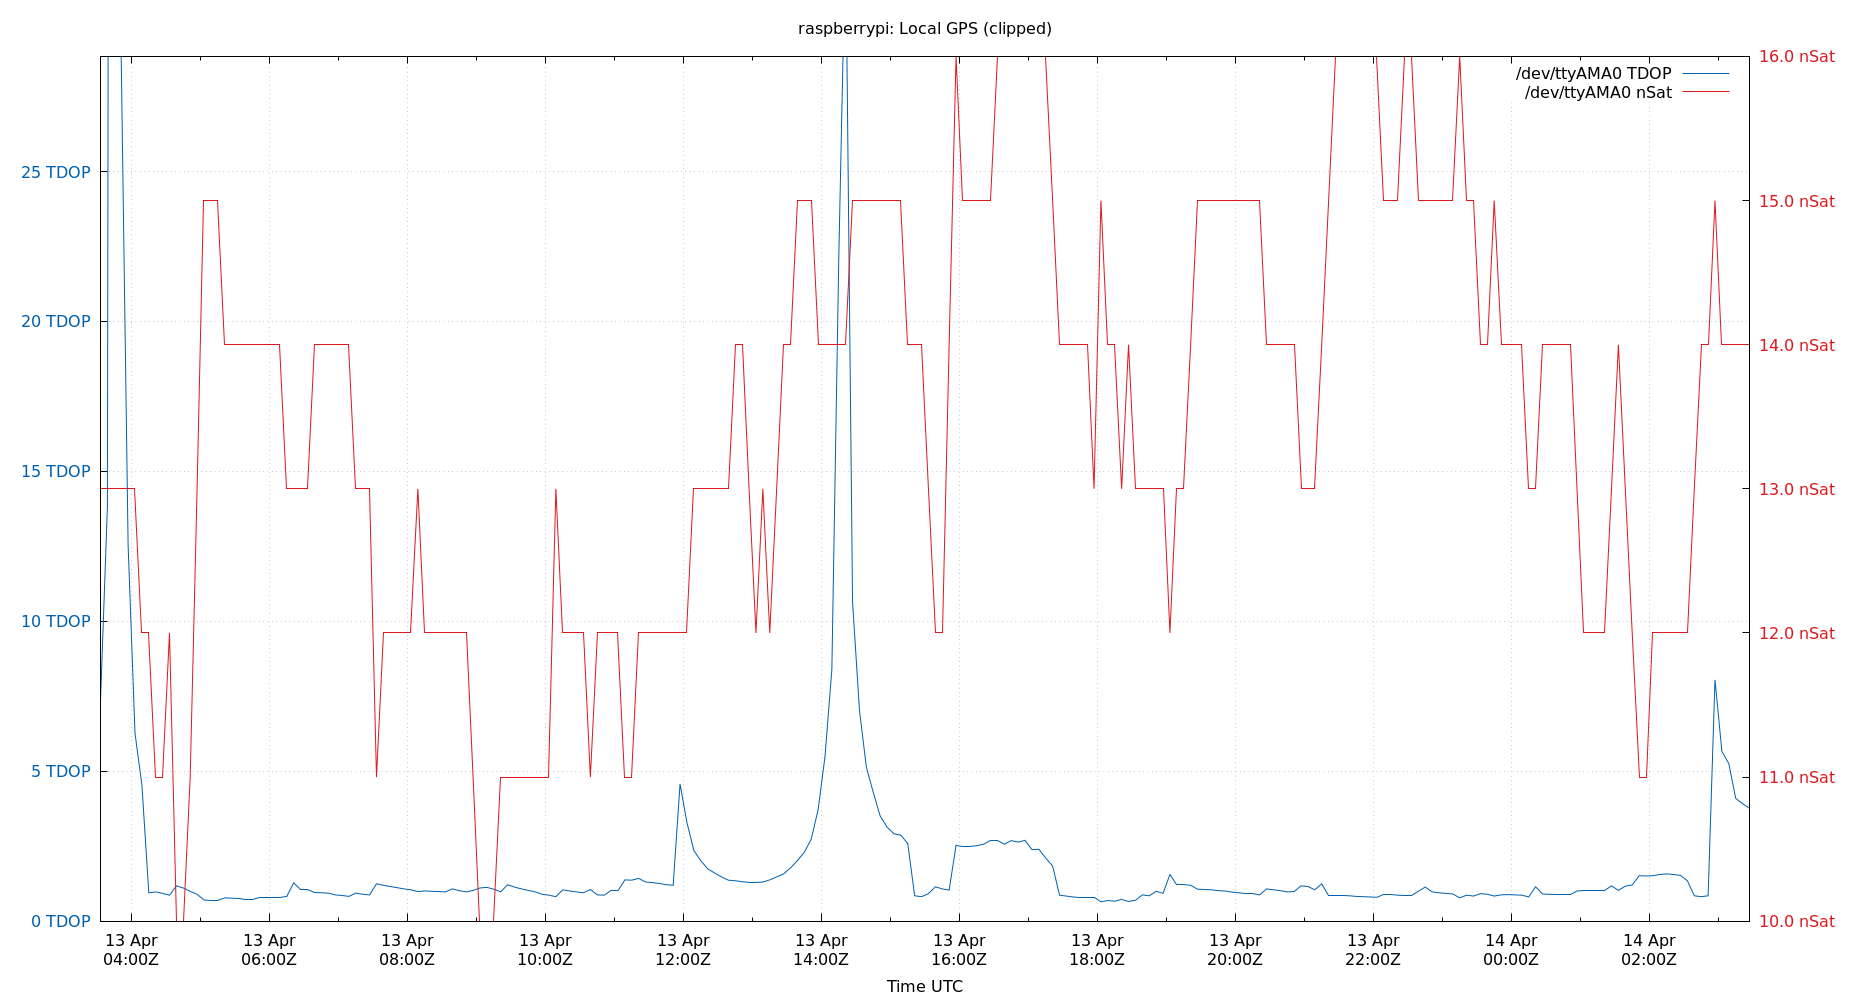 raspberrypi: Local GPS (clipped)
/dev/ttyAMA0 TDOP
/dev/ttyAMA0 nSat
25 TDOP
20 TDOP
15 TDOP
10 TDOP
5 TDOP
0 TDOP
16.0 nSat
15.0 nSat
14.0 nSat
13.0 nSat
12.0 nSat
11.0 nSat
10.0 nSat
13 Apr
04:00Z
13 Apr
06:00Z
13 Apr
08:00Z
13 Apr
10:00Z
13 Apr
12:00Z
13 Apr
14:00Z
13 Apr
16:00Z
13 Apr
18:00Z
13 Apr
20:00Z
13 Apr
22:00Z
14 Apr
00:00Z
14 Apr
02:00Z
Time UTC